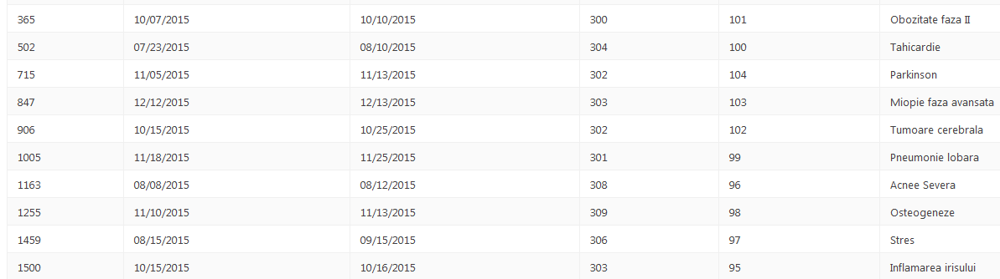 365 10/07/2015 10/10/2015 300 101 Obozitate faza II
502 07/23/2015 08/10/2015 304 100 Tahicardie
715 11/05/2015 11/13/2015 302 104 Parkinson
847 12/12/2015 12/13/2015 303 103 Miopie faza avansata
906 10/15/2015 10/25/2015 302 102 Tumoare cerebrala
1005 11/18/2015 11/25/2015 301 99 Pneumonie lobara
1163 08/08/2015 08/12/2015 308 96 Acnee Severa
1255 11/10/2015 11/13/2015 309 98 Osteogeneze
1459 08/15/2015 09/15/2015 306 97 Stres
1500 10/15/2015 10/16/2015 303 95 Inflamarea irisului